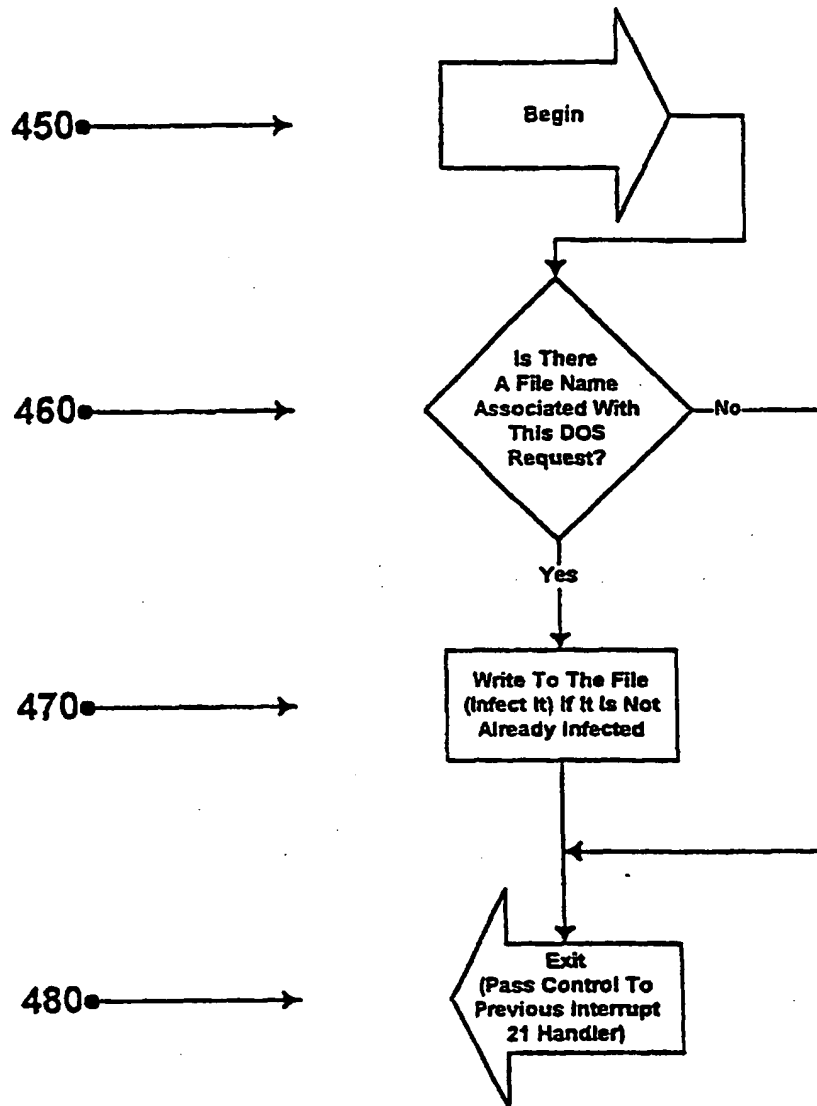 450
Begin
460
Is There
A File Name
Associated With
This DOS
Request?
No
Yes
470
Write To The File
(Infect It) If It Is Not
Already Infected
480
Exit
(Pass Control To
Previous Interrupt
21 Handler)